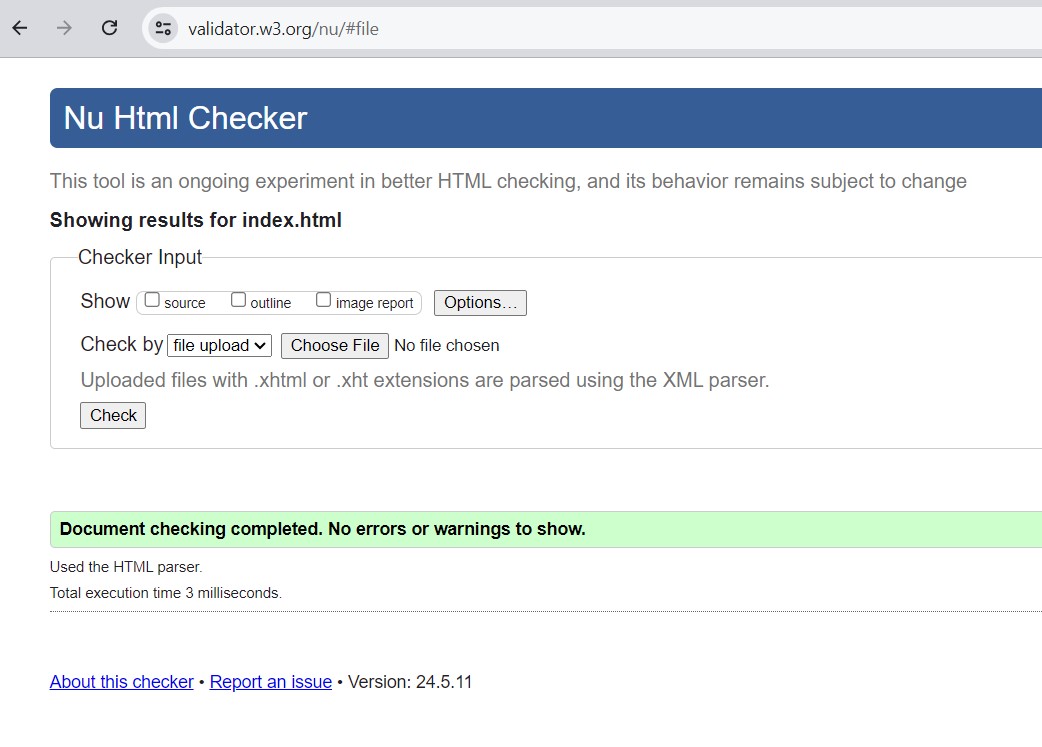 validator.w3.org/nu/#file
Nu Html Checker
This tool is an ongoing experiment in better HTML checking, and its behavior remains subject to change
Showing results for index.html
Checker Input
Show source outline image report Options…
Check by file upload Choose File No file chosen
Uploaded files with .xhtml or .xht extensions are parsed using the XML parser.
Check
Document checking completed. No errors or warnings to show.
Used the HTML parser.
Total execution time 3 milliseconds.
About this checker • Report an issue • Version: 24.5.11